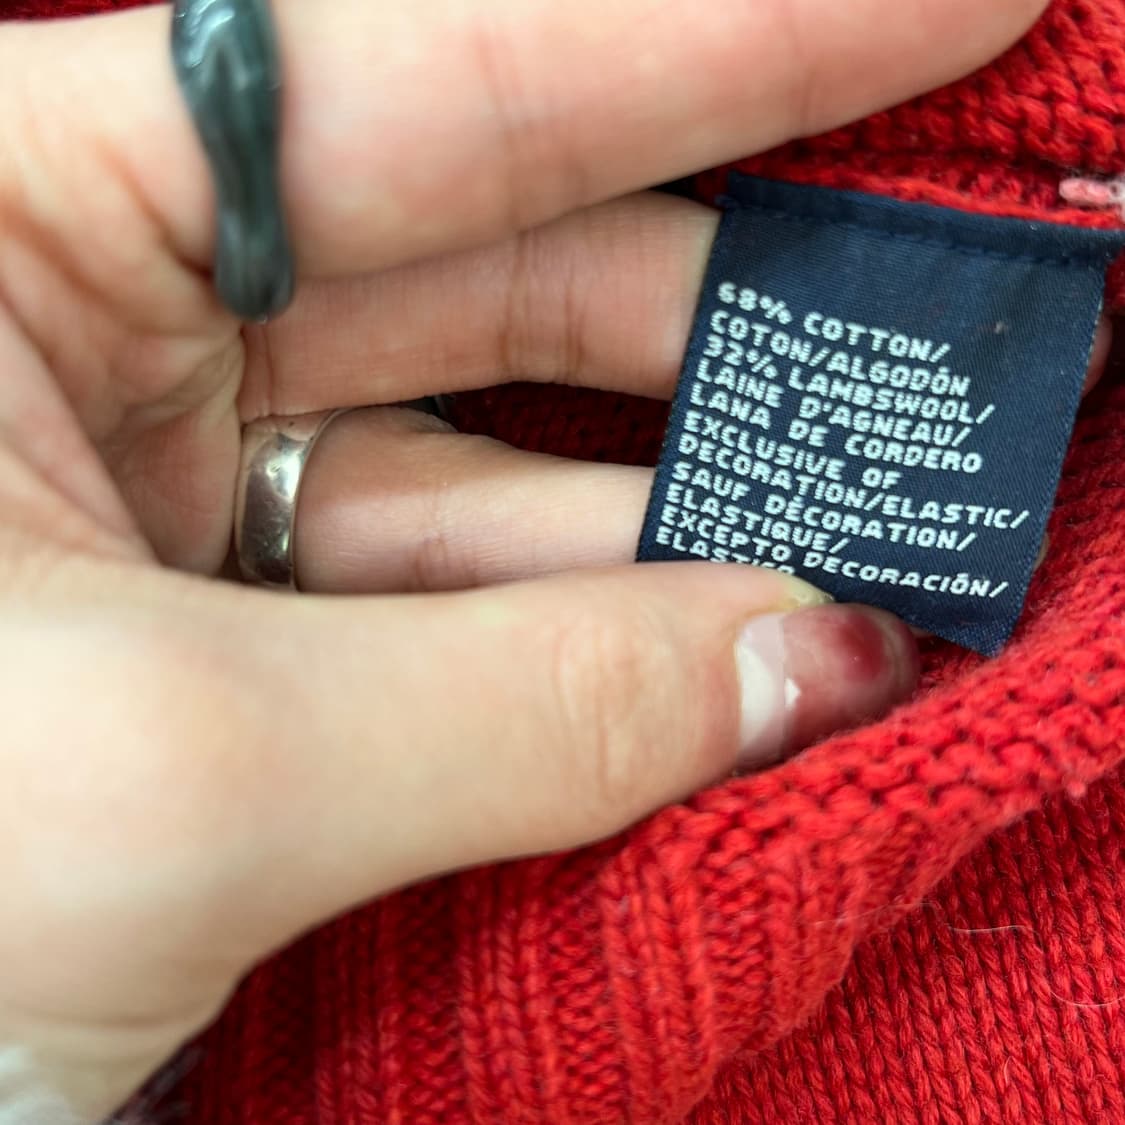 68% COTTON/
COTON/ALGODÓN
32% LAMBSWOOL/
LAINE D'AGNEAU/
LANA DE CORDERO
EXCLUSIVE OF
DECORATION/ELASTIC/
SAUF DÉCORATION/
ELASTIQUE/
EXCEPTO DECORACIÓN/